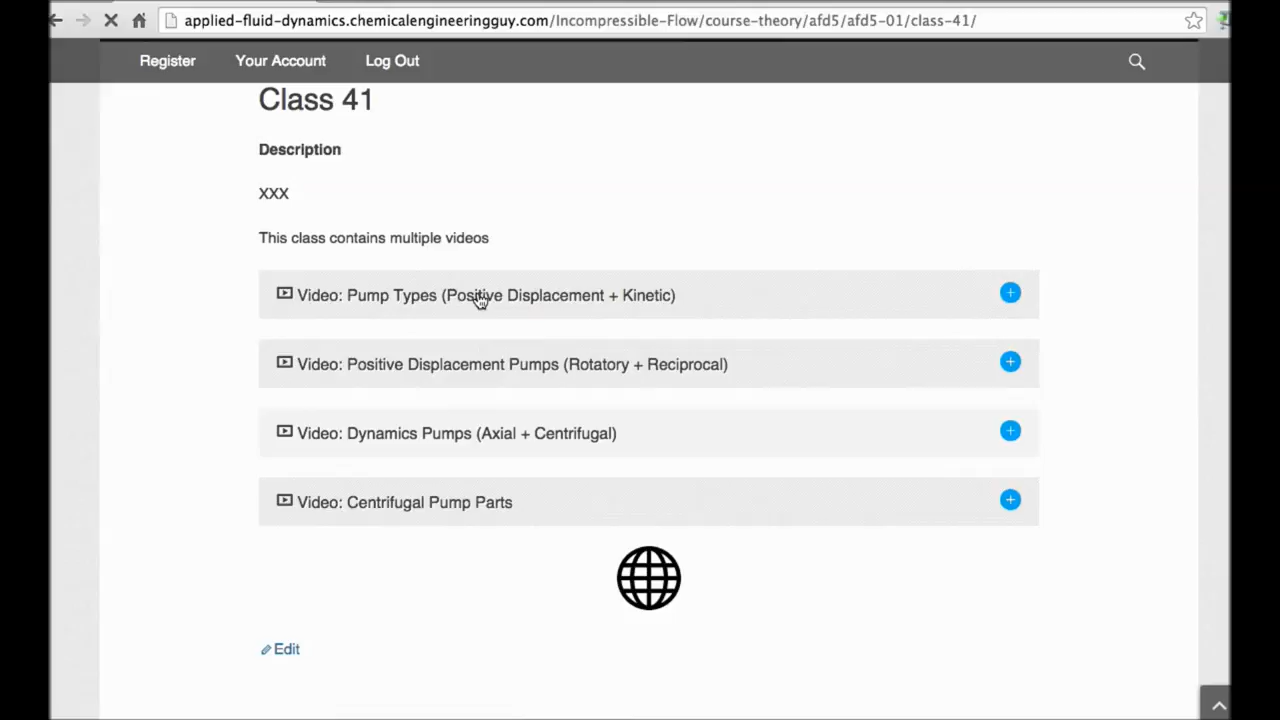 applied-fluid-dynamics.chemicalengineeringguy.com/Incompressible-Flow/course-theory/afd5/afd5-01/class-41/
Register Your Account Log Out
Class 41
Description
XXX
This class contains multiple videos
Video: Pump Types (Positive Displacement + Kinetic)
Video: Positive Displacement Pumps (Rotatory + Reciprocal)
Video: Dynamics Pumps (Axial + Centrifugal)
Video: Centrifugal Pump Parts
Edit